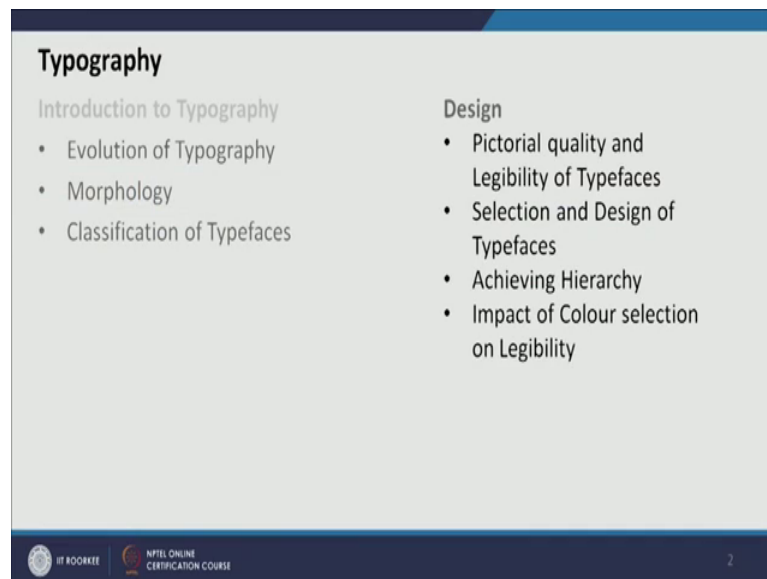 Typography
Introduction to Typography
• Evolution of Typography
• Morphology
• Classification of Typefaces
Design
• Pictorial quality and
Legibility of Typefaces
• Selection and Design of
Typefaces
• Achieving Hierarchy
• Impact of Colour selection
on Legibility
IIT ROORKEE
NPTEL ONLINE
CERTIFICATION COURSE
2